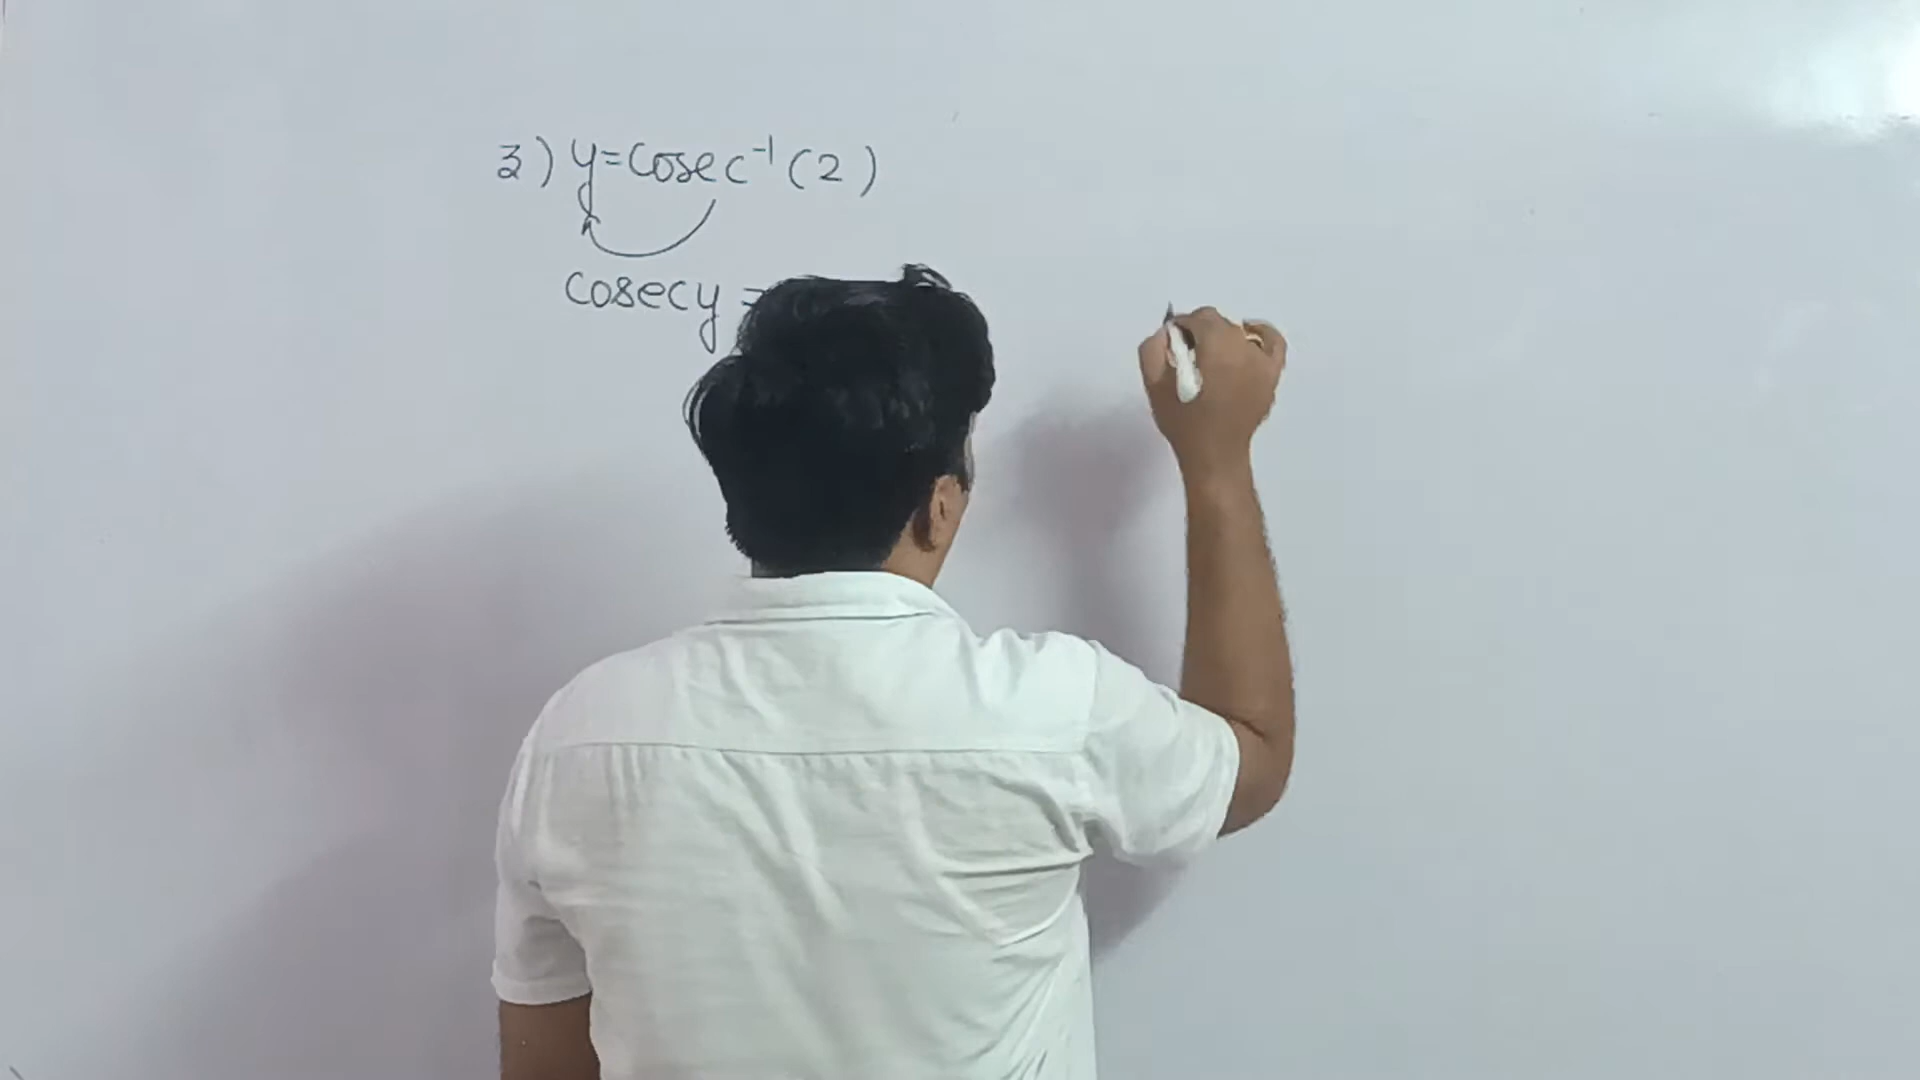 3) y=cosec⁻¹(2)
cosecy =